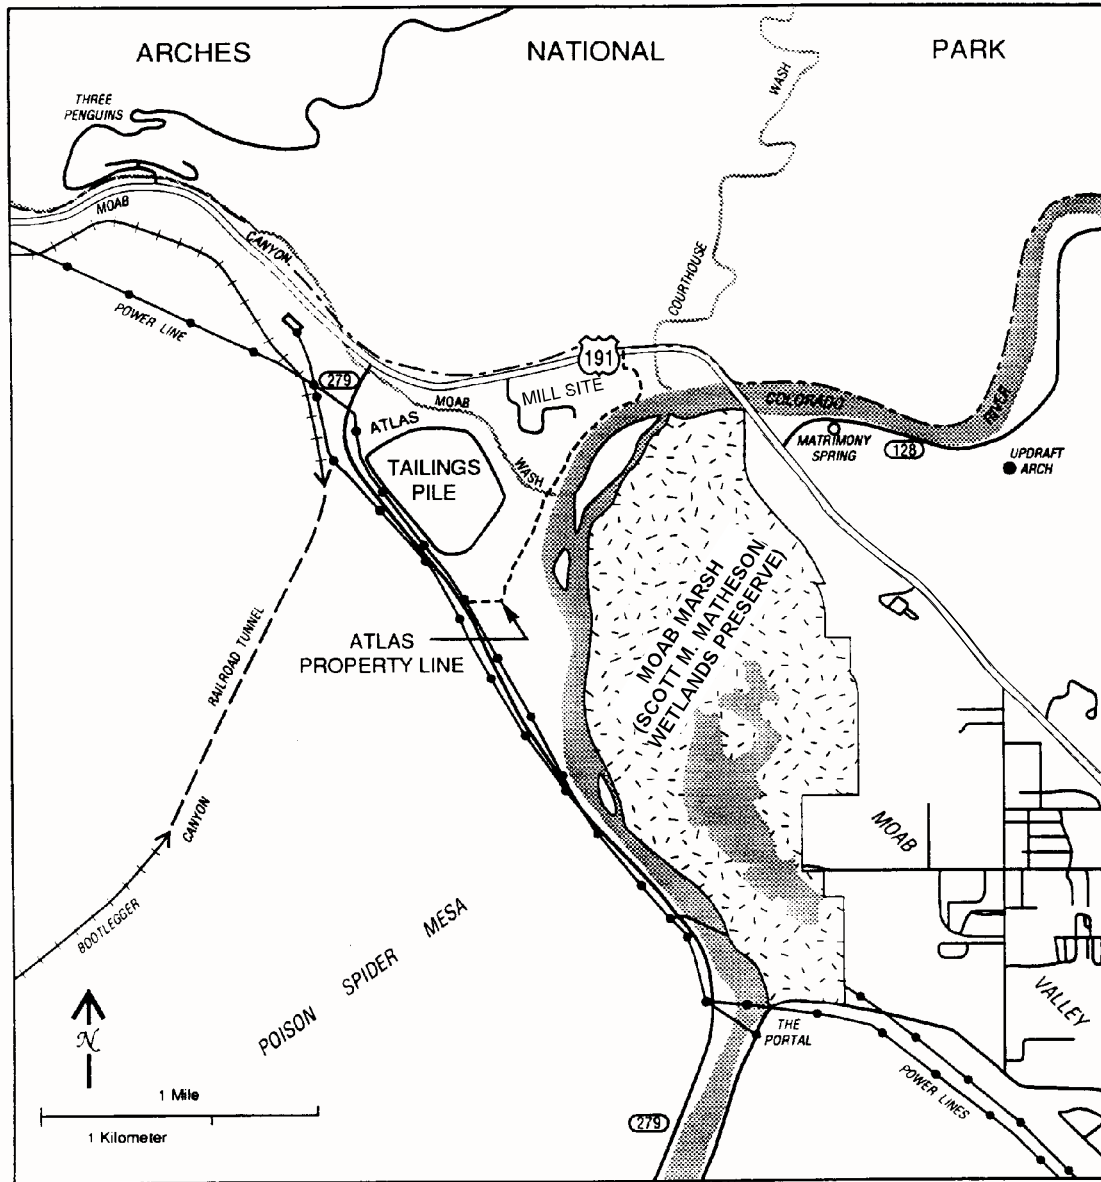 ARCHES
NATIONAL
PARK
THREE
PENGUINS
WASH
MOAB
CANYON
COURTHOUSE
POWER LINE
279
191
MOAB
MILL SITE
COLORADO
RIVER
MATRIMONY
SPRING
128
UPDRAFT
ARCH
ATLAS
TAILINGS
PILE
WASH
MOAB MARSH
(SCOTT M. MATHESON
WETLANDS PRESERVE)
ATLAS
PROPERTY LINE
RAILROAD TUNNEL
CANYON
BOOTLEGGER
MOAB
VALLEY
POISON SPIDER MESA
N
THE
PORTAL
POWER LINES
1 Mile
1 Kilometer
279